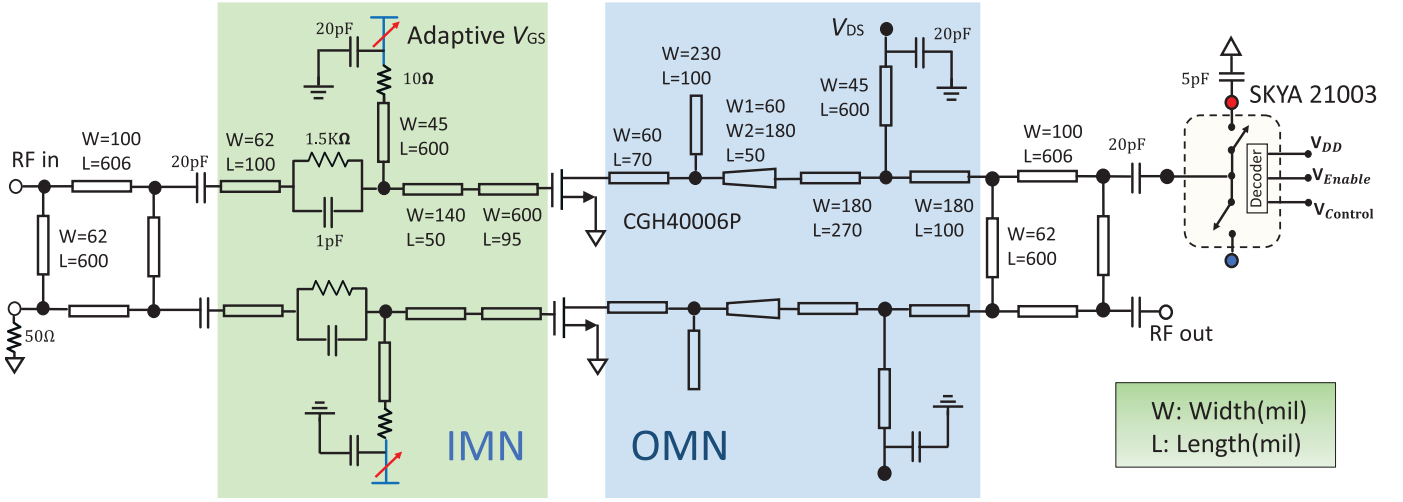 20pF
Adaptive VGS
10Ω
W=45
L=600
W=62
L=100
1.5KΩ
1pF
W=100
L=606
RF in
20pF
W=62
L=600
50Ω
W=140
L=50
W=600
L=95
IMN
W=230
L=100
W=60
L=70
W1=60
W2=180
L=50
VDS
20pF
W=45
L=600
CGH40006P
W=180
L=270
W=180
L=100
OMN
W=100
L=606
20pF
W=62
L=600
RF out
5pF
SKYA 21003
Decoder
VDD
VEnable
VControl
W: Width(mil)
L: Length(mil)